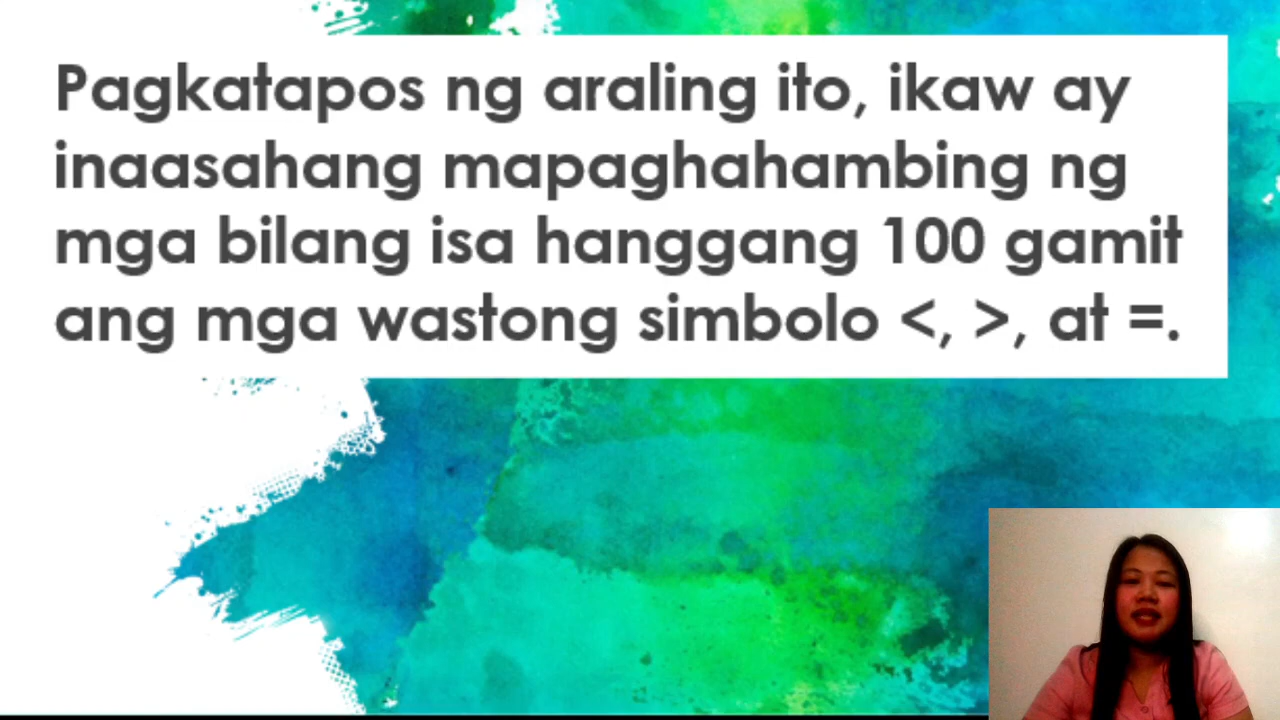 Pagkatapos ng araling ito, ikaw ay
inaasahang mapaghahambing ng
mga bilang isa hanggang 100 gamit
ang mga wastong simbolo <, >, at =.